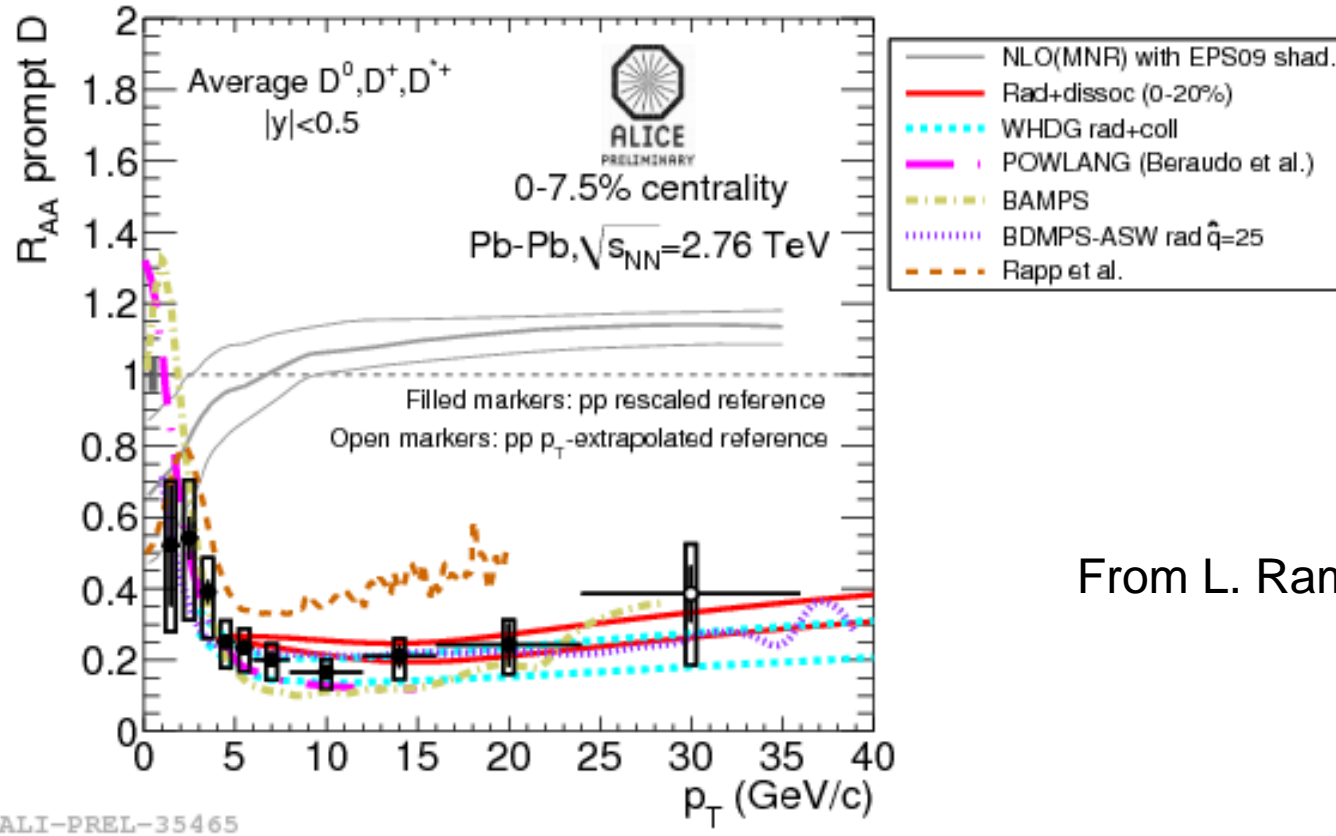 R_AA prompt D
2
1.8
1.6
1.4
1.2
1
0.8
0.6
0.4
0.2
0
Average D⁰,D⁺,D*⁺
|y|<0.5
ALICE
PRELIMINARY
0-7.5% centrality
Pb-Pb,√s_NN=2.76 TeV
Filled markers: pp rescaled reference
Open markers: pp p_T-extrapolated reference
0 5 10 15 20 25 30 35 40
p_T (GeV/c)
ALI-PREL-35465
NLO(MNR) with EPS09 shad.
Rad+dissoc (0-20%)
WHDG rad+coll
POWLANG (Beraudo et al.)
BAMPS
BDMPS-ASW rad q̂=25
Rapp et al.
From L. Ram